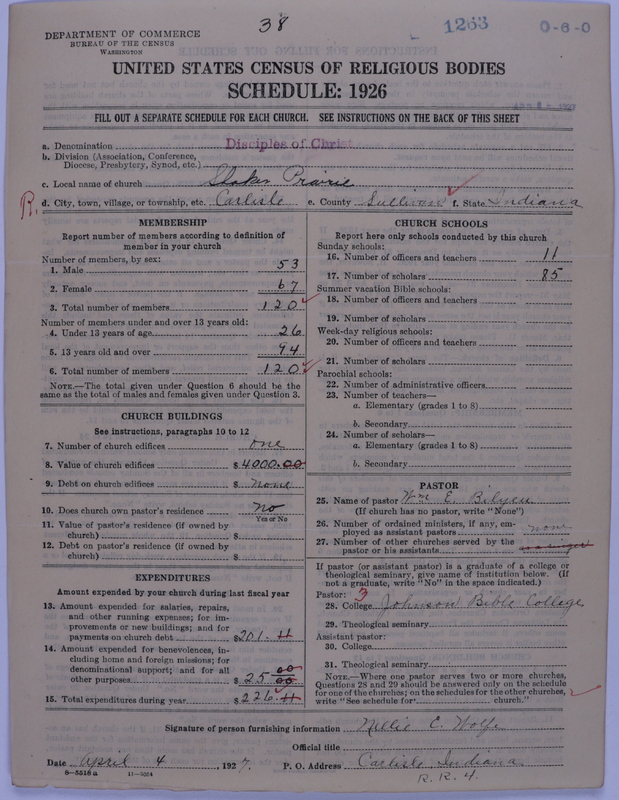 38
1263
0-6-0
DEPARTMENT OF COMMERCE
BUREAU OF THE CENSUS
WASHINGTON
UNITED STATES CENSUS OF RELIGIOUS BODIES
SCHEDULE: 1926
FILL OUT A SEPARATE SCHEDULE FOR EACH CHURCH. SEE INSTRUCTIONS ON THE BACK OF THIS SHEET
a. Denomination Disciples of Christ
b. Division (Association, Conference,
Diocese, Presbytery, Synod, etc.)
c. Local name of church Shaker Prairie
R. d. City, town, village, or township, etc. Carlisle e. County Sullivan f. State Indiana
MEMBERSHIP
Report number of members according to definition of
member in your church
Number of members, by sex:
1. Male 53
2. Female 67
3. Total number of members 120
Number of members under and over 13 years old:
4. Under 13 years of age 26
5. 13 years old and over 94
6. Total number of members 120
NOTE.—The total given under Question 6 should be
same as the total of males and females given under Question 3.
CHURCH BUILDINGS
See instructions, paragraphs 10 to 12
7. Number of church edifices one
8. Value of church edifices $4000.00
9. Debt on church edifices $ none
10. Does church own pastor's residence no
Yes or No
11. Value of pastor's residence (if owned by
church) $
12. Debt on pastor's residence (if owned by
church) $
EXPENDITURES
Amount expended by your church during last fiscal year
13. Amount expended for salaries, repairs,
and other running expenses; for im-
provements or new buildings; and for
payments on church debt $201.11
14. Amount expended for benevolences, in-
cluding home and foreign missions; for
denominational support; and for all
other purposes $25 00
15. Total expenditures during year $226.11
CHURCH SCHOOLS
Report here only schools conducted by this church
Sunday schools:
16. Number of officers and teachers 11
17. Number of scholars 85
Summer vacation Bible schools:
18. Number of officers and teachers
19. Number of scholars
Week-day religious schools:
20. Number of officers and teachers
21. Number of scholars
Parochial schools:
22. Number of administrative officers
23. Number of teachers—
a. Elementary (grades 1 to 8)
b. Secondary
24. Number of scholars—
a. Elementary (grades 1 to 8)
b. Secondary
PASTOR
25. Name of pastor Wm E. Bilyeu
(If church has no pastor, write "None")
26. Number of ordained ministers, if any, em-
ployed as assistant pastors none
27. Number of other churches served by the
pastor or his assistants
If pastor (or assistant pastor) is a graduate of a college or
theological seminary, give name of institution below. (If
not a graduate, write "No" in the space indicated.)
Pastor: 3
28. College Johnson Bible College
29. Theological seminary
Assistant pastor:
30. College
31. Theological seminary
NOTE.—Where one pastor serves two or more churches,
Questions 28 and 29 should be answered only on the schedule
for one of the churches; on the schedules for the other churches,
write "See schedule for church."
Signature of person furnishing information Nellie C. Wolfe
Official title
Date April 4 1927. P. O. Address Carlisle, Indiana
R.R. 4.
8-5518a 11-9024